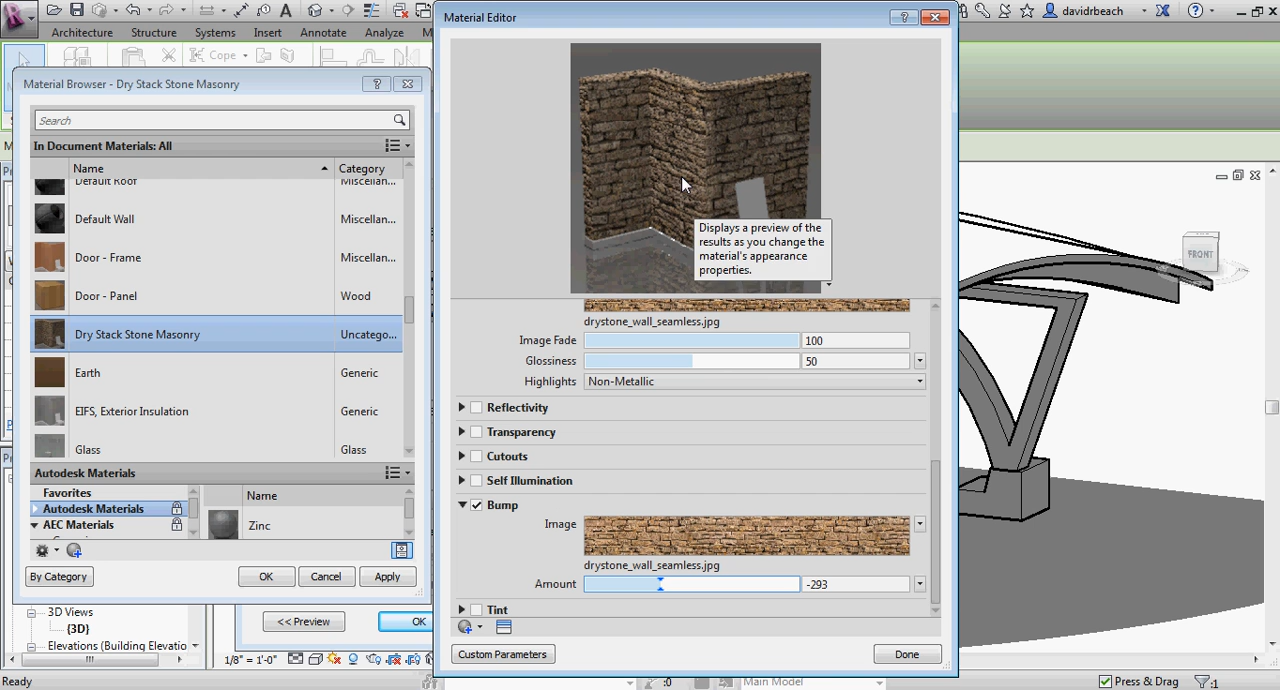 davidrbeach
Architecture Structure Systems Insert Annotate Analyze
Cope
Material Editor
Material Browser - Dry Stack Stone Masonry
Search
In Document Materials: All
Name Category
Default Roof Miscellan...
Default Wall Miscellan...
Door - Frame Miscellan...
Door - Panel Wood
Dry Stack Stone Masonry Uncatego...
Earth Generic
EIFS, Exterior Insulation Generic
Glass Glass
Autodesk Materials
Favorites
Autodesk Materials
AEC Materials
Name
Zinc
By Category OK Cancel Apply
Displays a preview of the
results as you change the
material's appearance
properties.
drystone_wall_seamless.jpg
Image Fade 100
Glossiness 50
Highlights Non-Metallic
Reflectivity
Transparency
Cutouts
Self Illumination
Bump
Image
drystone_wall_seamless.jpg
Amount -293
Tint
Custom Parameters Done
FRONT
3D Views
{3D}
Elevations (Building Elevatio
<< Preview OK
1/8" = 1'-0"
Ready
:0
Main Model
Press & Drag
:1